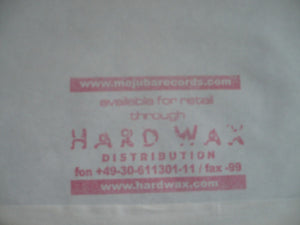 www.majubarecords.com
available for retail
through
HARD WAX
DISTRIBUTION
fon +49-30-611301-11 / fax -99
www.hardwax.com